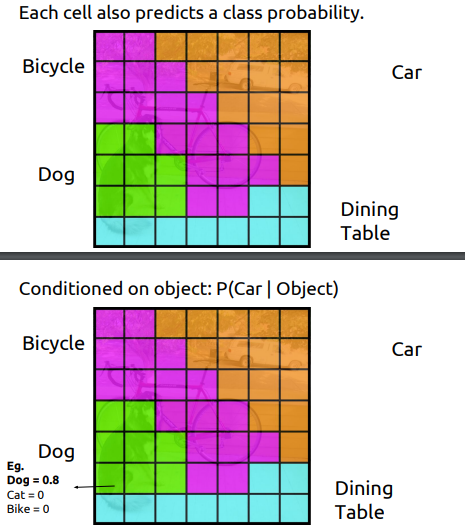 Each cell also predicts a class probability.
Bicycle
Car
Dog
Dining
Table
Conditioned on object: P(Car | Object)
Bicycle
Car
Dog
Eg.
Dog = 0.8
Cat = 0
Bike = 0
Dining
Table